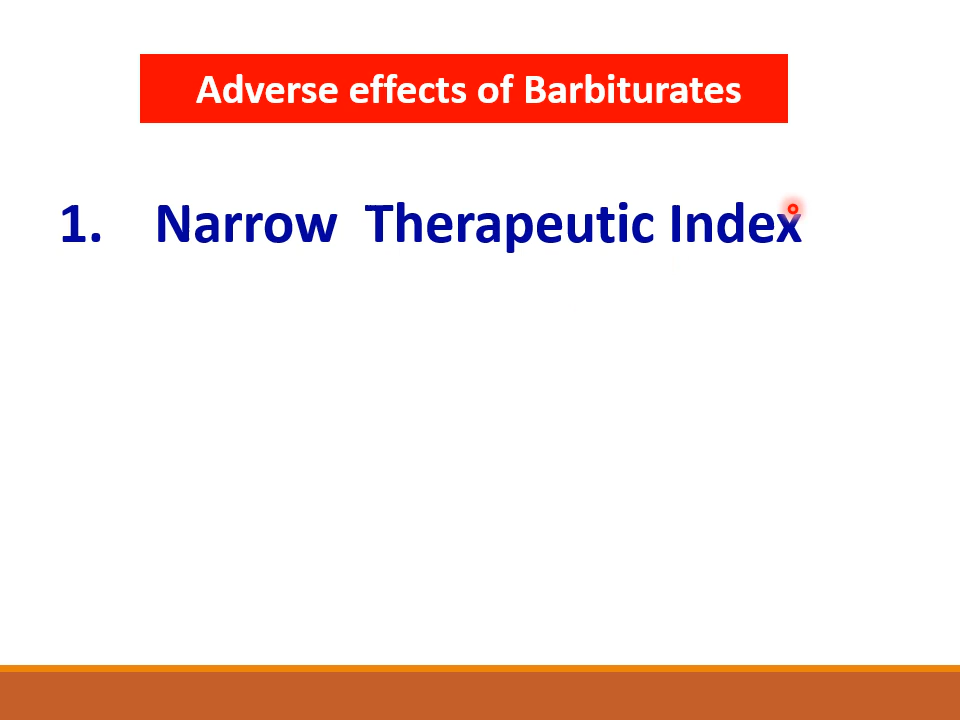 Adverse effects of Barbiturates
1. Narrow Therapeutic Index